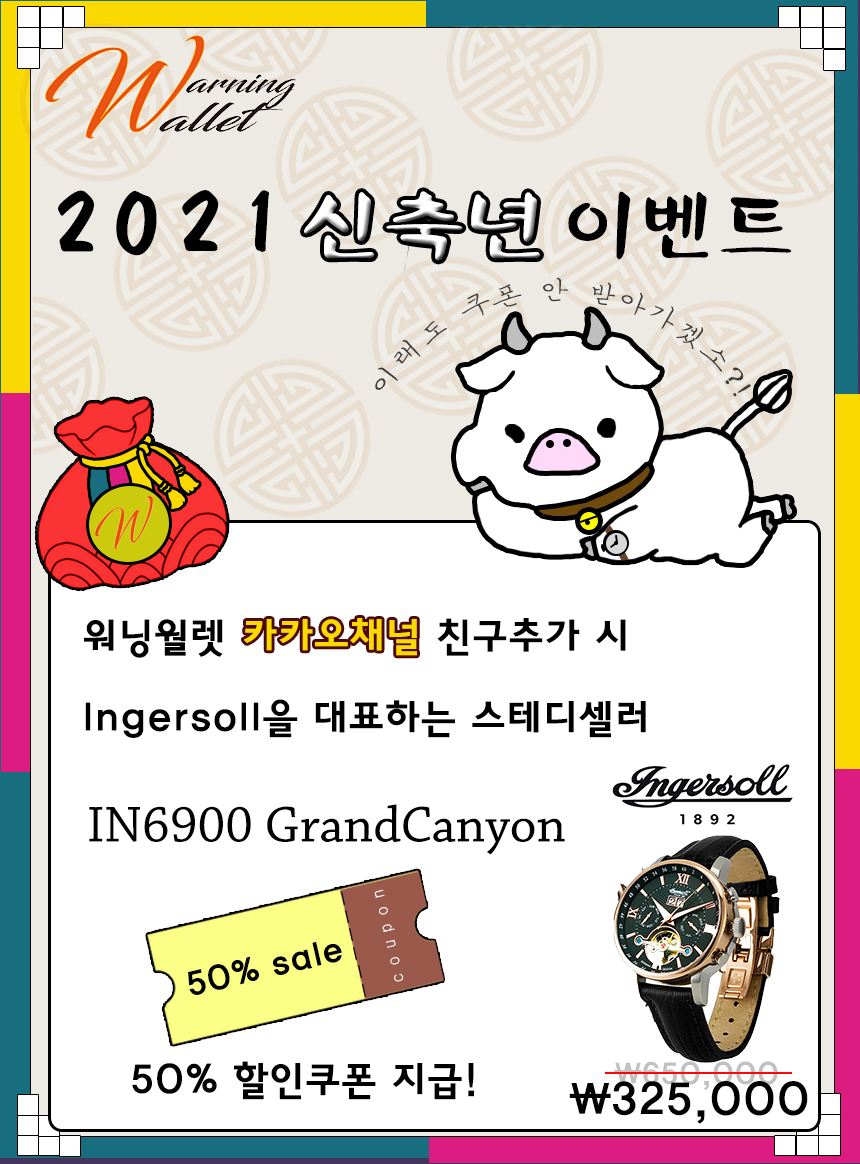 Warning
Wallet
2021 신축년 이벤트
이래도 쿠폰 안 받아가겠소?!
W
워닝월렛 카카오채널 친구추가 시
Ingersoll을 대표하는 스테디셀러
Ingersoll
1892
IN6900 GrandCanyon
50% sale
coupon
50% 할인쿠폰 지급!
₩650,000
₩325,000